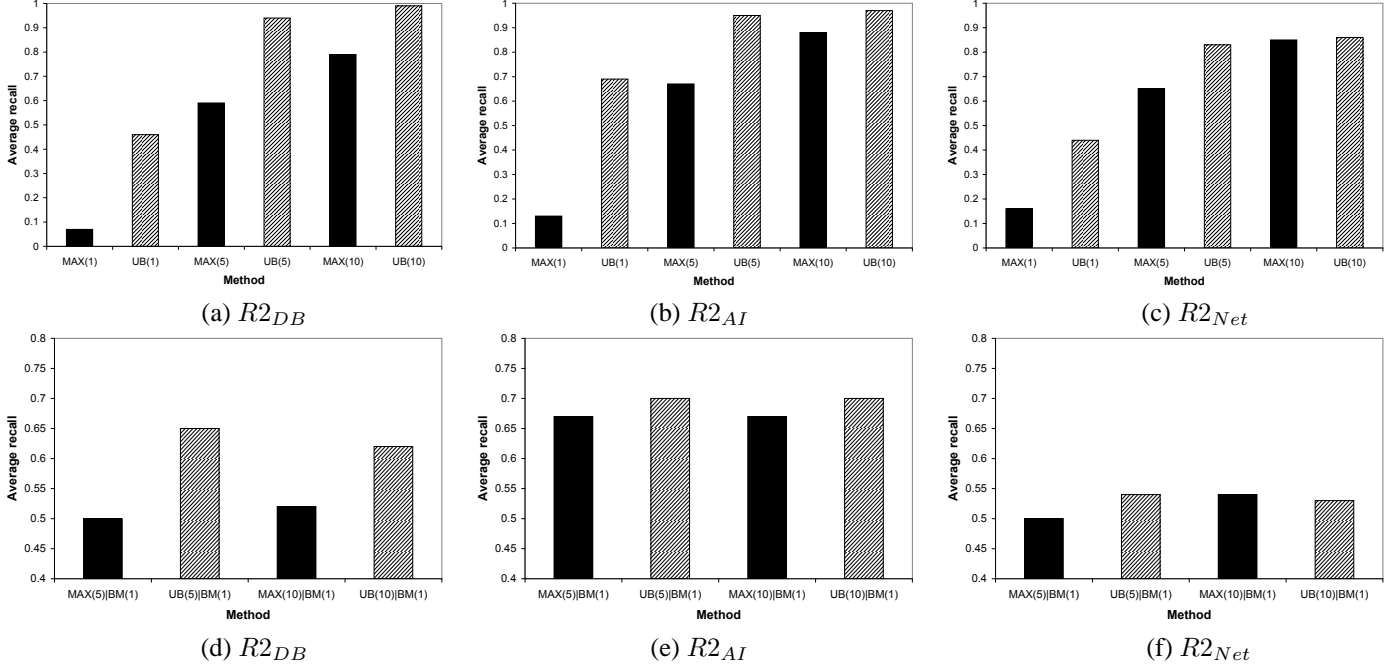 1
0.9
0.8
0.7
0.6
0.5
0.4
0.3
0.2
0.1
0
Average recall
MAX(1) UB(1) MAX(5) UB(5) MAX(10) UB(10)
Method
(a) R2DB
1
0.9
0.8
0.7
0.6
0.5
0.4
0.3
0.2
0.1
0
Average recall
MAX(1) UB(1) MAX(5) UB(5) MAX(10) UB(10)
Method
(b) R2AI
1
0.9
0.8
0.7
0.6
0.5
0.4
0.3
0.2
0.1
0
Average recall
MAX(1) UB(1) MAX(5) UB(5) MAX(10) UB(10)
Method
(c) R2Net
0.8
0.75
0.7
0.65
0.6
0.55
0.5
0.45
0.4
Average recall
MAX(5)|BM(1) UB(5)|BM(1) MAX(10)|BM(1) UB(10)|BM(1)
Method
(d) R2DB
0.8
0.75
0.7
0.65
0.6
0.55
0.5
0.45
0.4
Average recall
MAX(5)|BM(1) UB(5)|BM(1) MAX(10)|BM(1) UB(10)|BM(1)
Method
(e) R2AI
0.8
0.75
0.7
0.65
0.6
0.55
0.5
0.45
0.4
Average recall
MAX(5)|BM(1) UB(5)|BM(1) MAX(10)|BM(1) UB(10)|BM(1)
Method
(f) R2Net